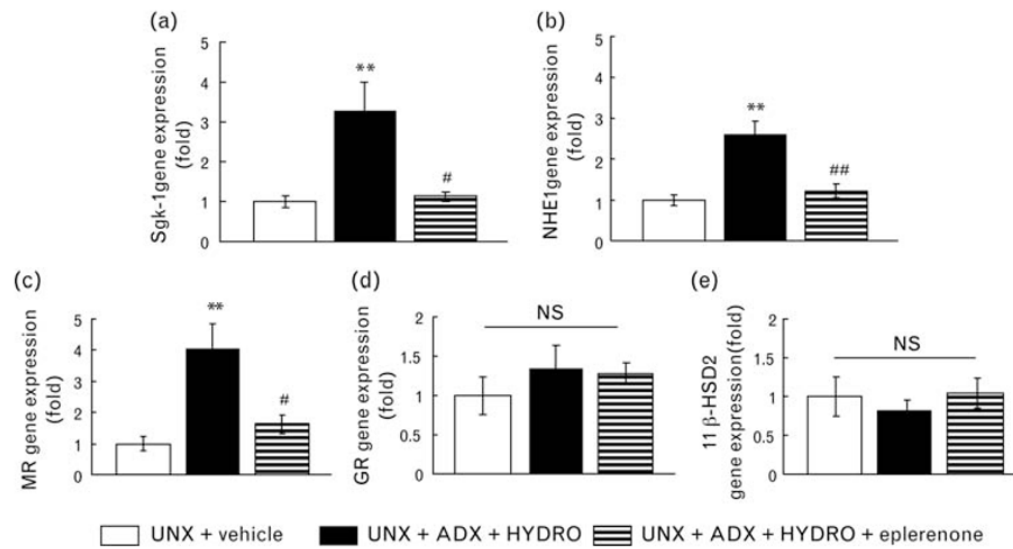 (a)
Sgk-1gene expression
(fold)
5
4
3
2
1
0
**
#
(b)
NHE1gene expression
(fold)
5
4
3
2
1
0
**
##
(c)
MR gene expression
(fold)
5
4
3
2
1
0
**
#
(d)
GR gene expression
(fold)
2
1.5
1
0.5
0
NS
(e)
11 β-HSD2
gene expression(fold)
2
1.5
1
0.5
0
NS
UNX + vehicle
UNX + ADX + HYDRO
UNX + ADX + HYDRO + eplerenone